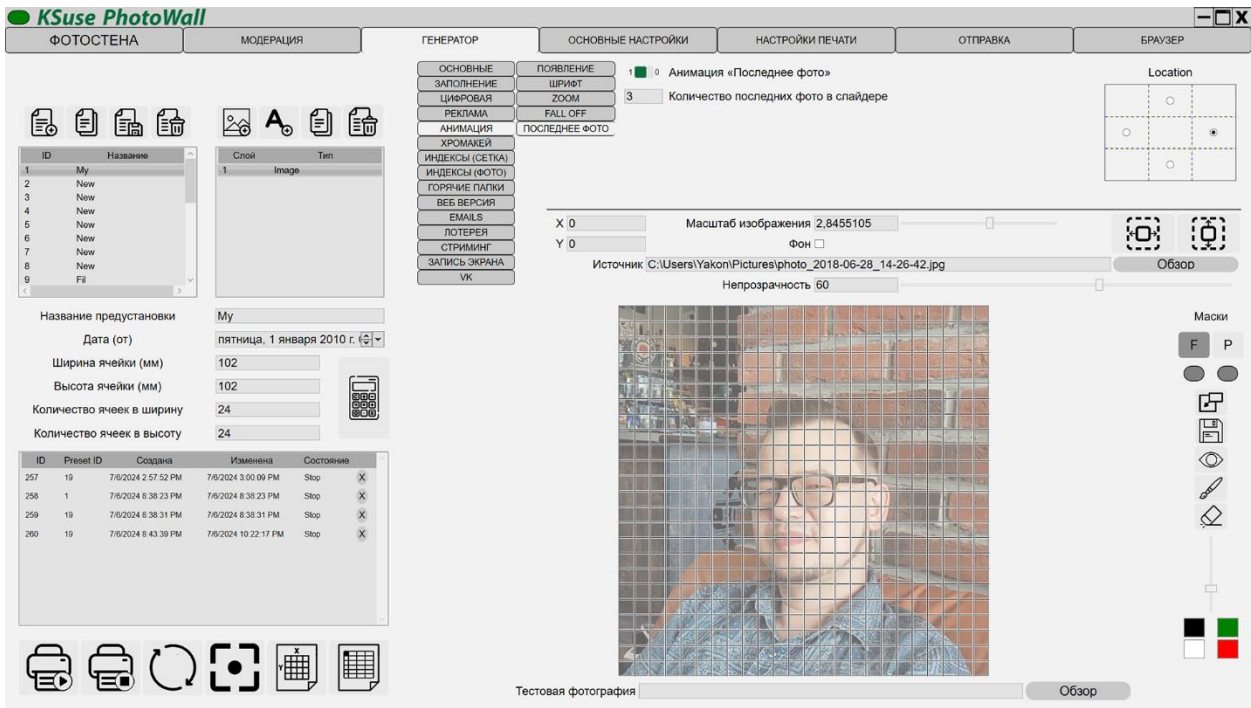 KSuse PhotoWall
ФОТОСТЕНА МОДЕРАЦИЯ ГЕНЕРАТОР ОСНОВНЫЕ НАСТРОЙКИ НАСТРОЙКИ ПЕЧАТИ ОТПРАВКА БРАУЗЕР
ID Название
1 My
2 New
3 New
4 New
5 New
6 New
7 New
8 New
9 Fil
Слой Тип
1 Image
Название предустановки My
Дата (от) пятница, 1 января 2010 г.
Ширина ячейки (мм) 102
Высота ячейки (мм) 102
Количество ячеек в ширину 24
Количество ячеек в высоту 24
ID Preset ID Создана Изменена Состояние
257 19 7/6/2024 2 57 52 PM 7/6/2024 3 00 09 PM Stop X
258 1 7/6/2024 8 38 23 PM 7/6/2024 8 38 23 PM Stop X
259 19 7/6/2024 8 38 31 PM 7/6/2024 8 38 31 PM Stop X
260 19 7/6/2024 8 43 39 PM 7/6/2024 10 22 17 PM Stop X
X
Y
ОСНОВНЫЕ
ЗАПОЛНЕНИЕ
ЦИФРОВАЯ
РЕКЛАМА
АНИМАЦИЯ
ХРОМАКЕЙ
ИНДЕКСЫ (СЕТКА)
ИНДЕКСЫ (ФОТО)
ГОРЯЧИЕ ПАПКИ
ВЕБ ВЕРСИЯ
EMAILS
ЛОТЕРЕЯ
СТРИМИНГ
ЗАПИСЬ ЭКРАНА
VK
ПОЯВЛЕНИЕ
ШРИФТ
ZOOM
FALL OFF
ПОСЛЕДНЕЕ ФОТО
1 0 Анимация «Последнее фото»
3 Количество последних фото в слайдере
Location
X 0 Масштаб изображения 2,8455105
Y 0 Фон
Источник C:\Users\Yakon\Pictures\photo_2018-06-28_14-26-42.jpg Обзор
Непрозрачность 60
Маски
F P
Тестовая фотография Обзор